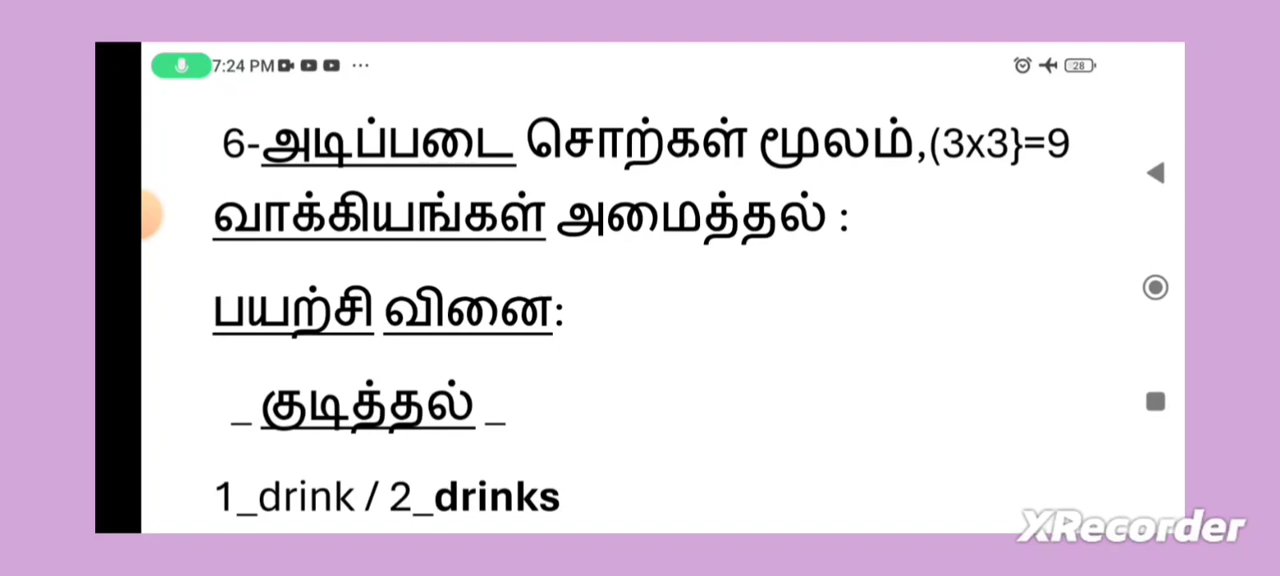 7:24 PM ...
28
6-அடிப்படை சொற்கள் மூலம்,(3x3}=9
வாக்கியங்கள் அமைத்தல் :
பயற்சி வினை:
_ குடித்தல் _
1_drink / 2_drinks
XRecorder